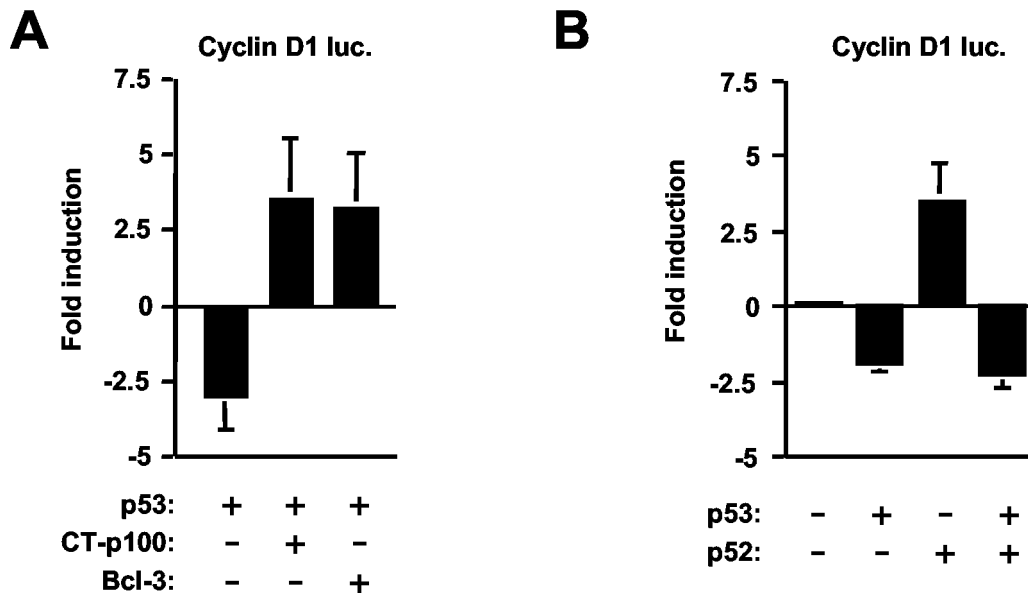 A
Cyclin D1 luc.
Fold induction
7.5
5
2.5
0
-2.5
-5
p53: + + +
CT-p100: - + -
Bcl-3: - - +
B
Cyclin D1 luc.
Fold induction
7.5
5
2.5
0
-2.5
-5
p53: - + - +
p52: - - + +